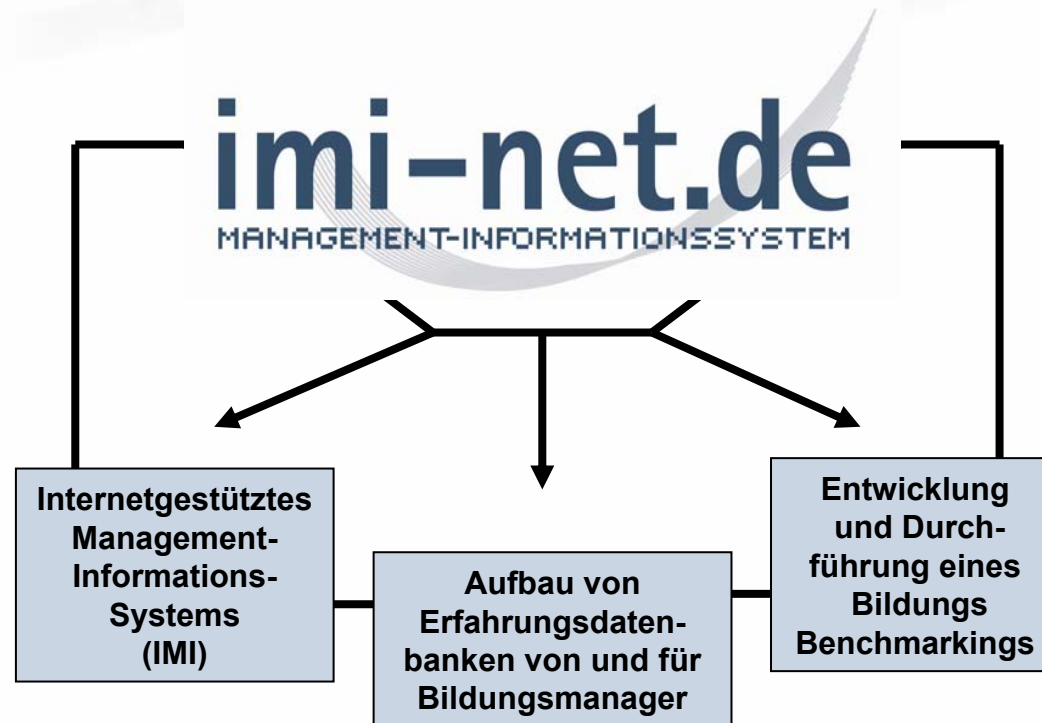 imi-net.de
MANAGEMENT-INFORMATIONSSYSTEM
Internetgestütztes
Management-
Informations-
Systems
(IMI)
Aufbau von
Erfahrungsdaten-
banken von und für
Bildungsmanager
Entwicklung
und Durch-
führung eines
Bildungs
Benchmarkings